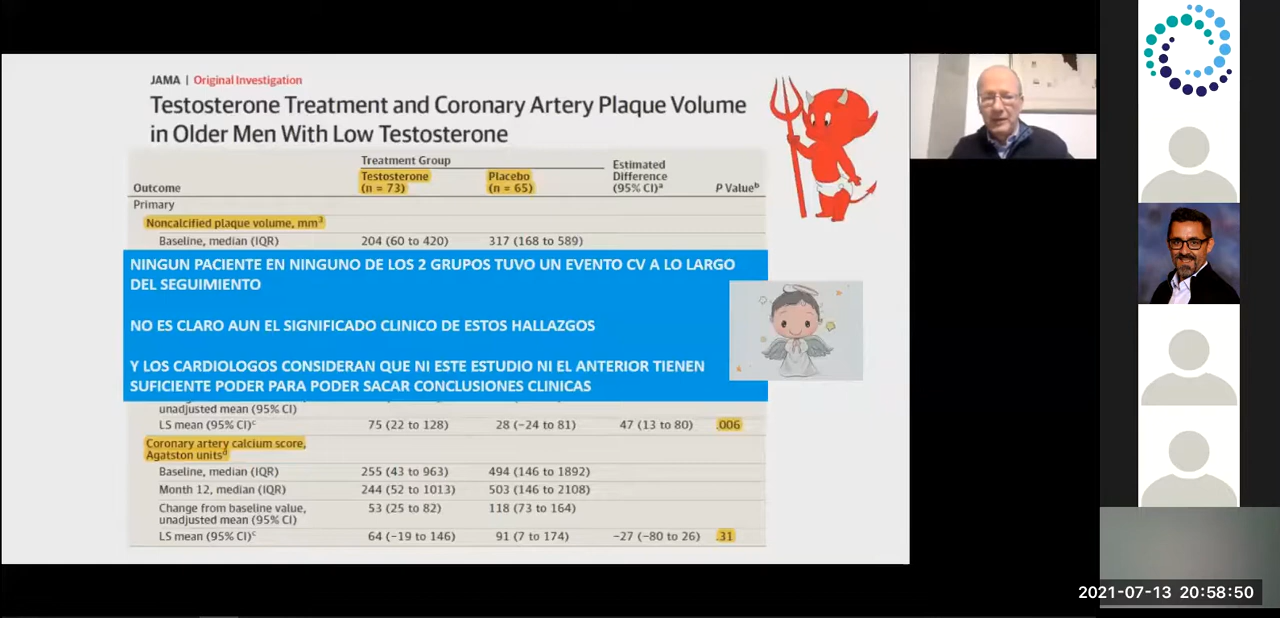 JAMA | Original Investigation
Testosterone Treatment and Coronary Artery Plaque Volume
in Older Men With Low Testosterone
Treatment Group
Outcome Testosterone (n = 73) Placebo (n = 65) Estimated Difference (95% CI)ᵃ P Valueᵇ
Primary
Noncalcified plaque volume, mm³
Baseline, median (IQR) 204 (60 to 420) 317 (168 to 589)
NINGUN PACIENTE EN NINGUNO DE LOS 2 GRUPOS TUVO UN EVENTO CV A LO LARGO
DEL SEGUIMIENTO
NO ES CLARO AUN EL SIGNIFICADO CLINICO DE ESTOS HALLAZGOS
Y LOS CARDIOLOGOS CONSIDERAN QUE NI ESTE ESTUDIO NI EL ANTERIOR TIENEN
SUFICIENTE PODER PARA PODER SACAR CONCLUSIONES CLINICAS
unadjusted mean (95% CI)
LS mean (95% CI)ᶜ 75 (22 to 128) 28 (−24 to 81) 47 (13 to 80) .006
Coronary artery calcium score,
Agatston unitsᵈ
Baseline, median (IQR) 255 (43 to 963) 494 (146 to 1892)
Month 12, median (IQR) 244 (52 to 1013) 503 (146 to 2108)
Change from baseline value, 53 (25 to 82) 118 (73 to 164)
unadjusted mean (95% CI)
LS mean (95% CI)ᶜ 64 (−19 to 146) 91 (7 to 174) −27 (−80 to 26) .31
2021-07-13 20:58:50